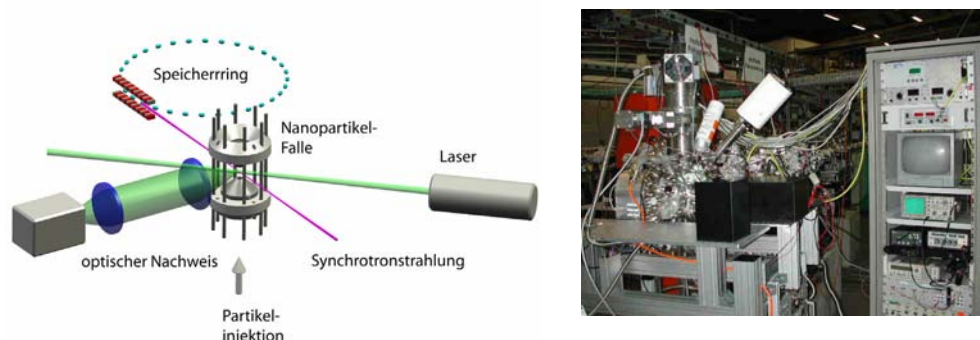 Speicherring
Nanopartikel-
Falle
Laser
optischer Nachweis
Synchrotronstrahlung
Partikel-
injektion